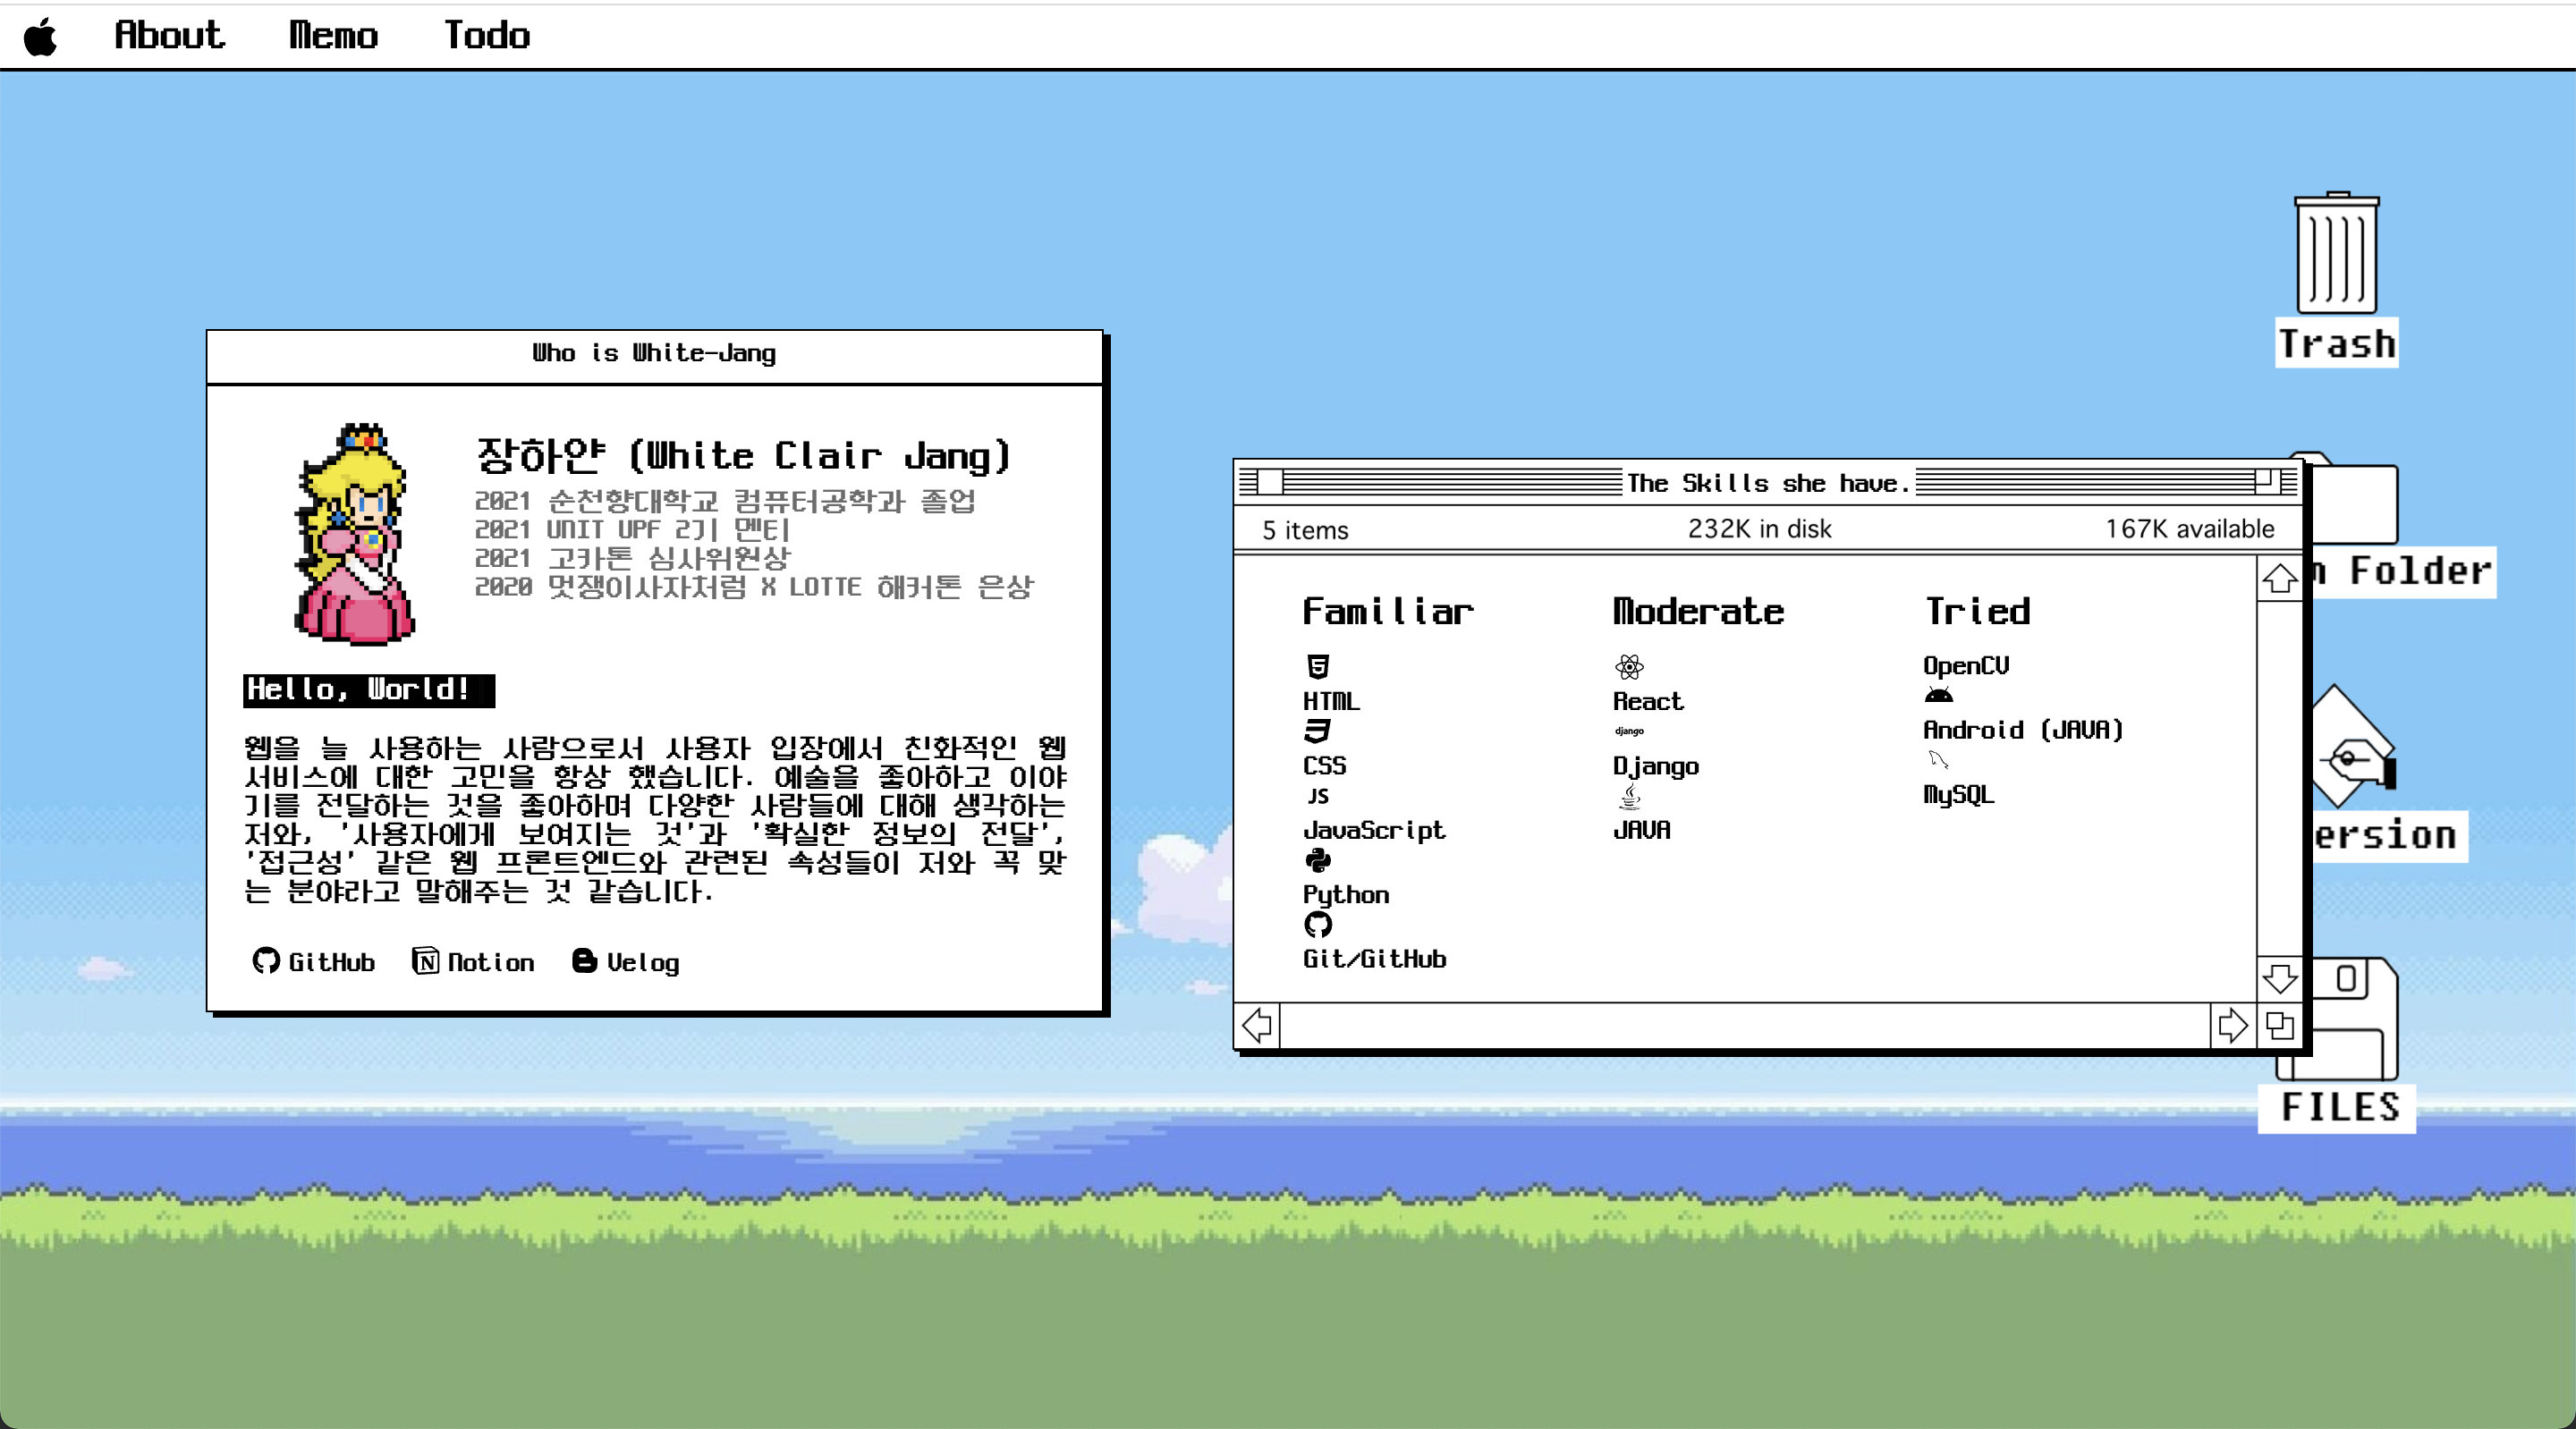 About Memo Todo
Who is White-Jang
장하얀 (White Clair Jang)
2021 순천향대학교 컴퓨터공학과 졸업
2021 UNIT UPF 2기 멘티
2021 고카톤 심사위원상
2020 멋쟁이사자처럼 X LOTTE 해커톤 은상
Hello, World!
웹을 늘 사용하는 사람으로서 사용자 입장에서 친화적인 웹
서비스에 대한 고민을 항상 했습니다. 예술을 좋아하고 이야
기를 전달하는 것을 좋아하며 다양한 사람들에 대해 생각하는
저와, '사용자에게 보여지는 것'과 '확실한 정보의 전달',
'접근성' 같은 웹 프론트엔드와 관련된 속성들이 저와 꼭 맞
는 분야라고 말해주는 것 같습니다.
GitHub Notion Velog
The Skills she have.
5 items 232K in disk 167K available
Familiar
HTML
CSS
JS
JavaScript
Python
Git/GitHub
Moderate
React
django
Django
JAVA
Tried
OpenCV
Android (JAVA)
MySQL
Trash
Folder
ersion
FILES